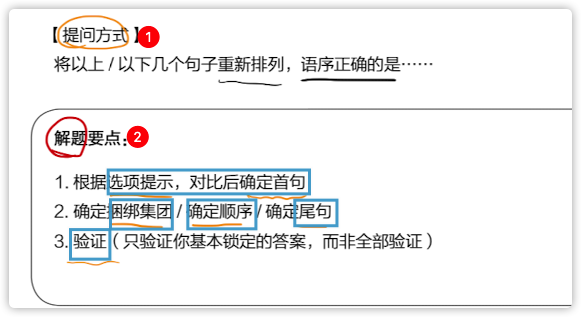 【提问方式】1
将以上 / 以下几个句子重新排列，语序正确的是……
解题要点：2
1. 根据选项提示，对比后确定首句
2. 确定捆绑集团 / 确定顺序 / 确定尾句
3. 验证（只验证你基本锁定的答案，而非全部验证）